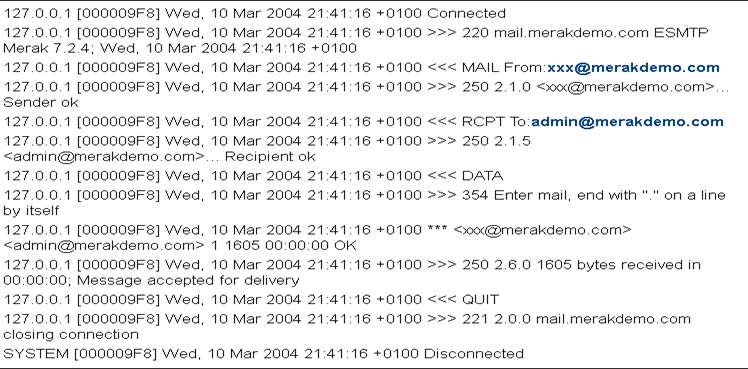 127.0.0.1 [000009F8] Wed, 10 Mar 2004 21:41:16 +0100 Connected
127.0.0.1 [000009F8] Wed, 10 Mar 2004 21:41:16 +0100 >>> 220 mail.merakdemo.com ESMTP
Merak 7.2.4; Wed, 10 Mar 2004 21:41:16 +0100
127.0.0.1 [000009F8] Wed, 10 Mar 2004 21:41:16 +0100 <<< MAIL From:xxx@merakdemo.com
127.0.0.1 [000009F8] Wed, 10 Mar 2004 21:41:16 +0100 >>> 250 2.1.0 <xxx@merakdemo.com>...
Sender ok
127.0.0.1 [000009F8] Wed, 10 Mar 2004 21:41:16 +0100 <<< RCPT To:admin@merakdemo.com
127.0.0.1 [000009F8] Wed, 10 Mar 2004 21:41:16 +0100 >>> 250 2.1.5
<admin@merakdemo.com>... Recipient ok
127.0.0.1 [000009F8] Wed, 10 Mar 2004 21:41:16 +0100 <<< DATA
127.0.0.1 [000009F8] Wed, 10 Mar 2004 21:41:16 +0100 >>> 354 Enter mail, end with "." on a line
by itself
127.0.0.1 [000009F8] Wed, 10 Mar 2004 21:41:16 +0100 *** <xxx@merakdemo.com>
<admin@merakdemo.com> 1 1605 00:00:00 OK
127.0.0.1 [000009F8] Wed, 10 Mar 2004 21:41:16 +0100 >>> 250 2.6.0 1605 bytes received in
00:00:00; Message accepted for delivery
127.0.0.1 [000009F8] Wed, 10 Mar 2004 21:41:16 +0100 <<< QUIT
127.0.0.1 [000009F8] Wed, 10 Mar 2004 21:41:16 +0100 >>> 221 2.0.0 mail.merakdemo.com
closing connection
SYSTEM [000009F8] Wed, 10 Mar 2004 21:41:16 +0100 Disconnected